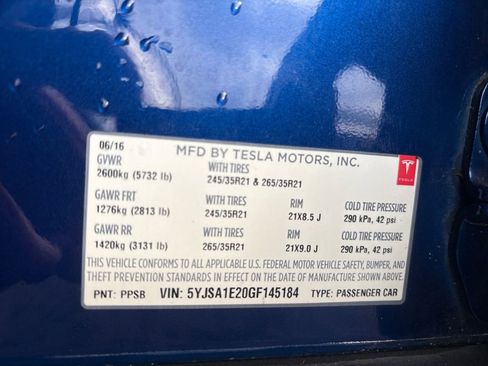 06/16 MFD BY TESLA MOTORS, INC.
GVWR WITH TIRES
2600kg (5732 lb) 245/35R21 & 265/35R21
GAWR FRT WITH TIRES RIM COLD TIRE PRESSURE
1276kg (2813 lb) 245/35R21 21X8.5 J 290 kPa, 42 psi
GAWR RR WITH TIRES RIM COLD TIRE PRESSURE
1420kg (3131 lb) 265/35R21 21X9.0 J 290 kPa, 42 psi
THIS VEHICLE CONFORMS TO ALL APPLICABLE U.S. FEDERAL MOTOR VEHICLE SAFETY, BUMPER, AND
THEFT PREVENTION STANDARDS IN EFFECT ON THE DATE OF MANUFACTURE SHOWN ABOVE.
PNT: PPSB VIN: 5YJSA1E20GF145184 TYPE: PASSENGER CAR
TESLA